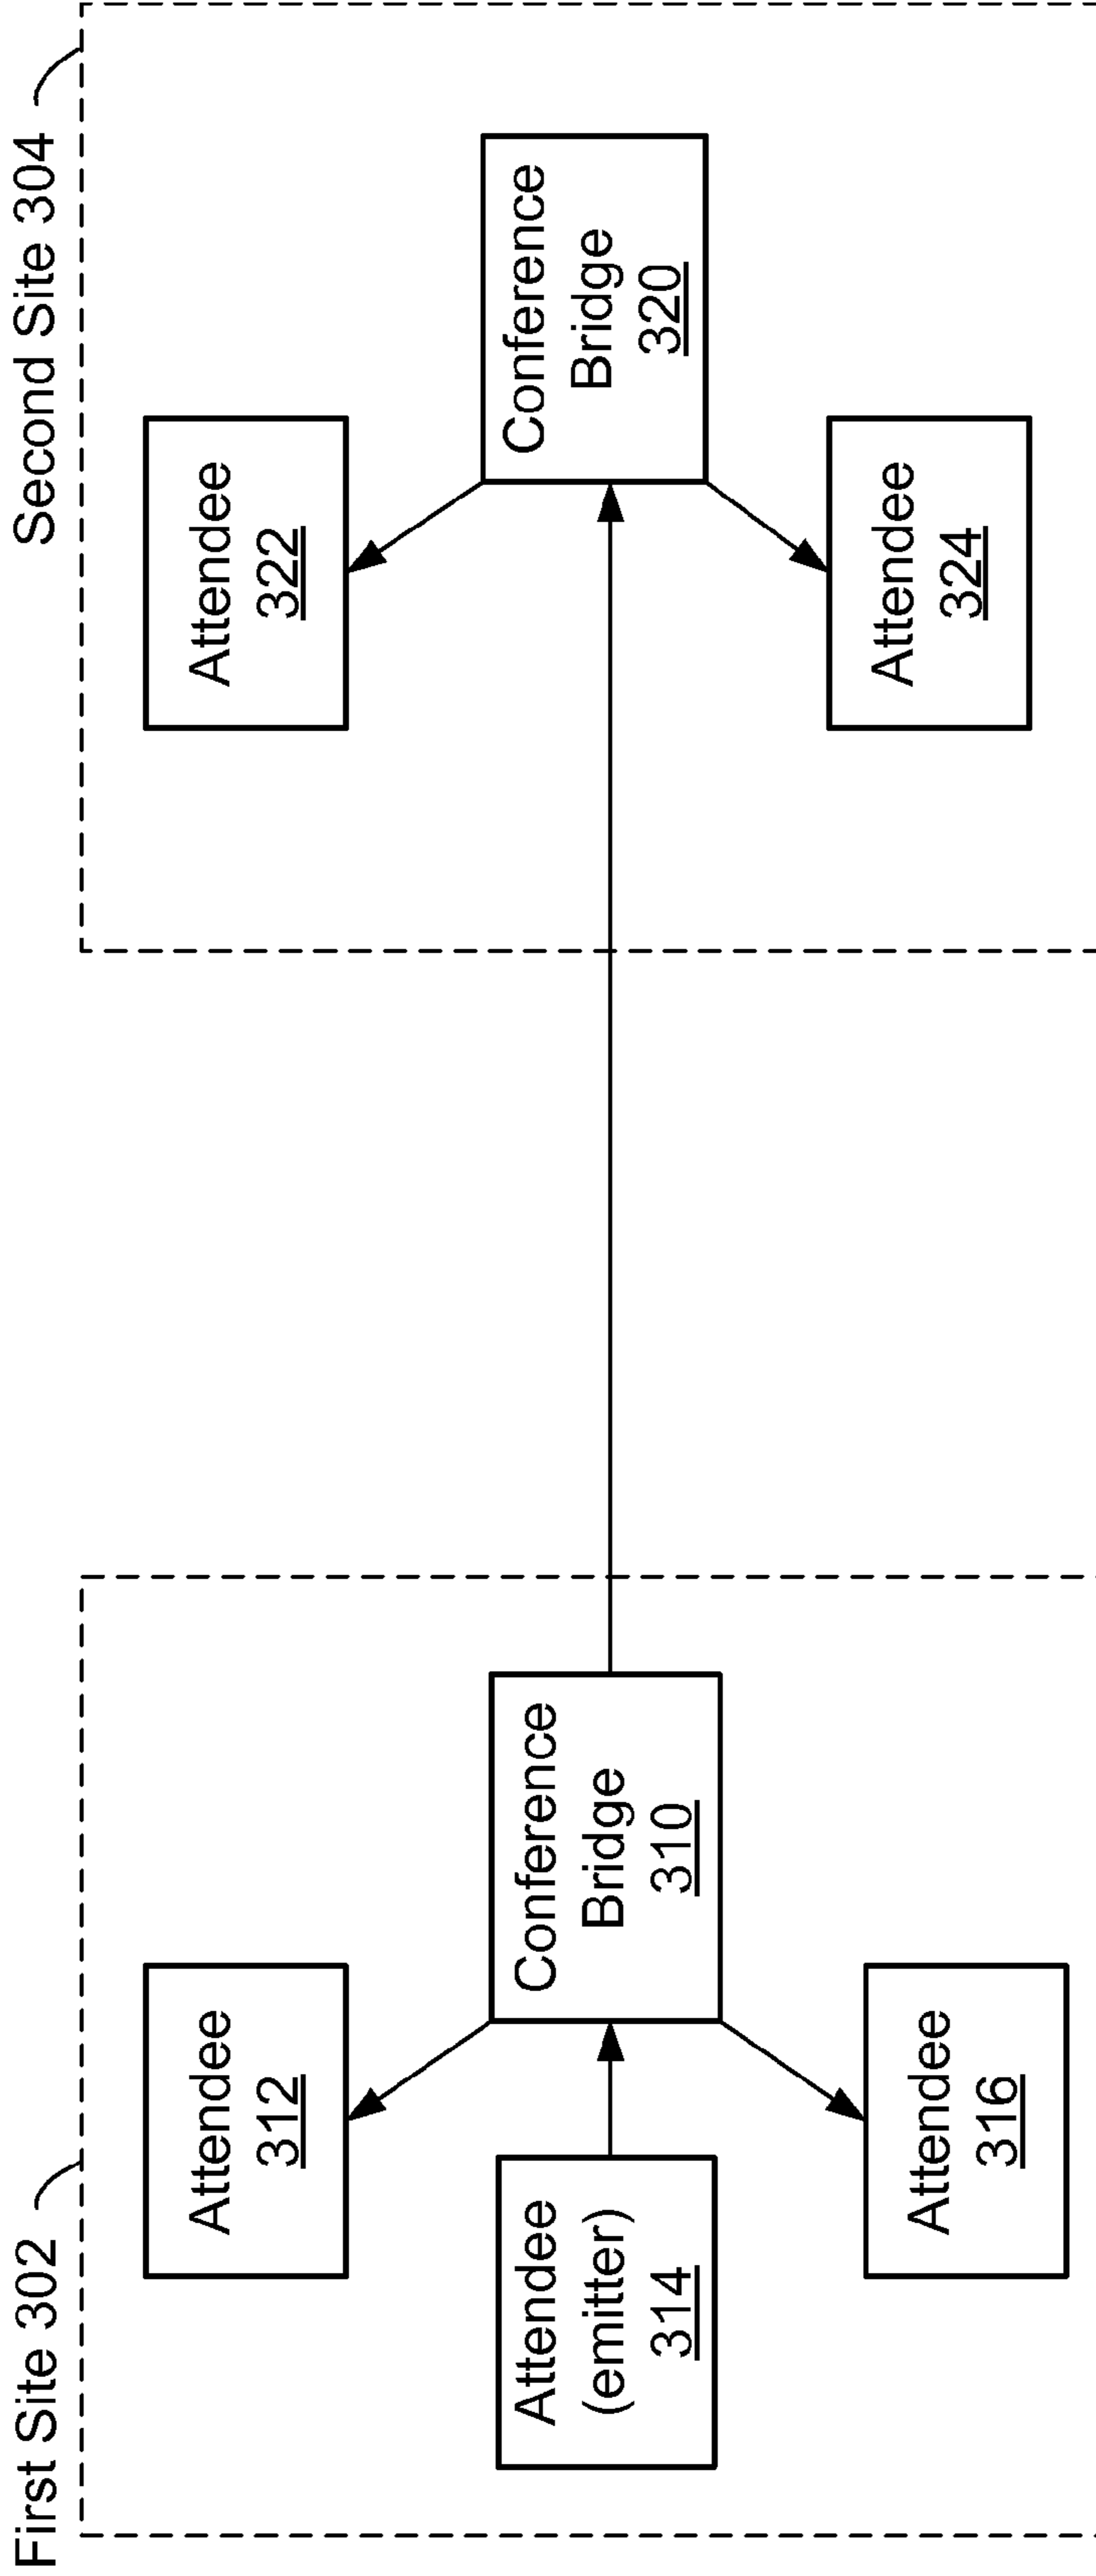 First Site 302
Second Site 304
Attendee
312
Attendee
322
Attendee
(emitter)
314
Conference
Bridge
310
Conference
Bridge
320
Attendee
316
Attendee
324